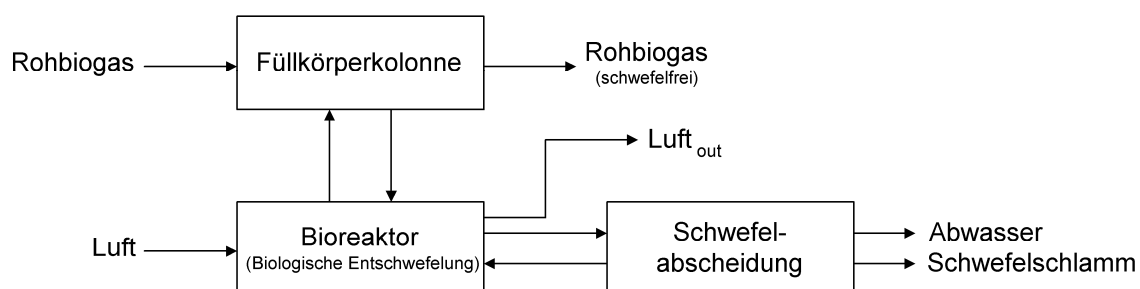 Rohbiogas
Füllkörperkolonne
Rohbiogas
(schwefelfrei)
Luft out
Luft
Bioreaktor
(Biologische Entschwefelung)
Schwefel-
abscheidung
Abwasser
Schwefelschlamm